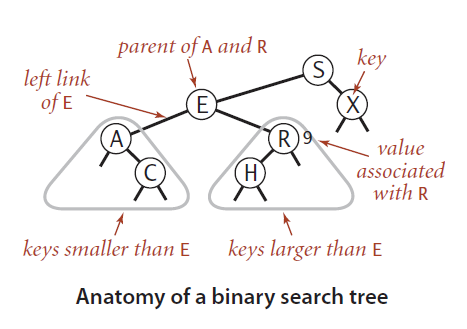 parent of A and R
key
S
left link
of E
E
X
A
R
9
value
associated
with R
C
H
keys smaller than E
keys larger than E
Anatomy of a binary search tree